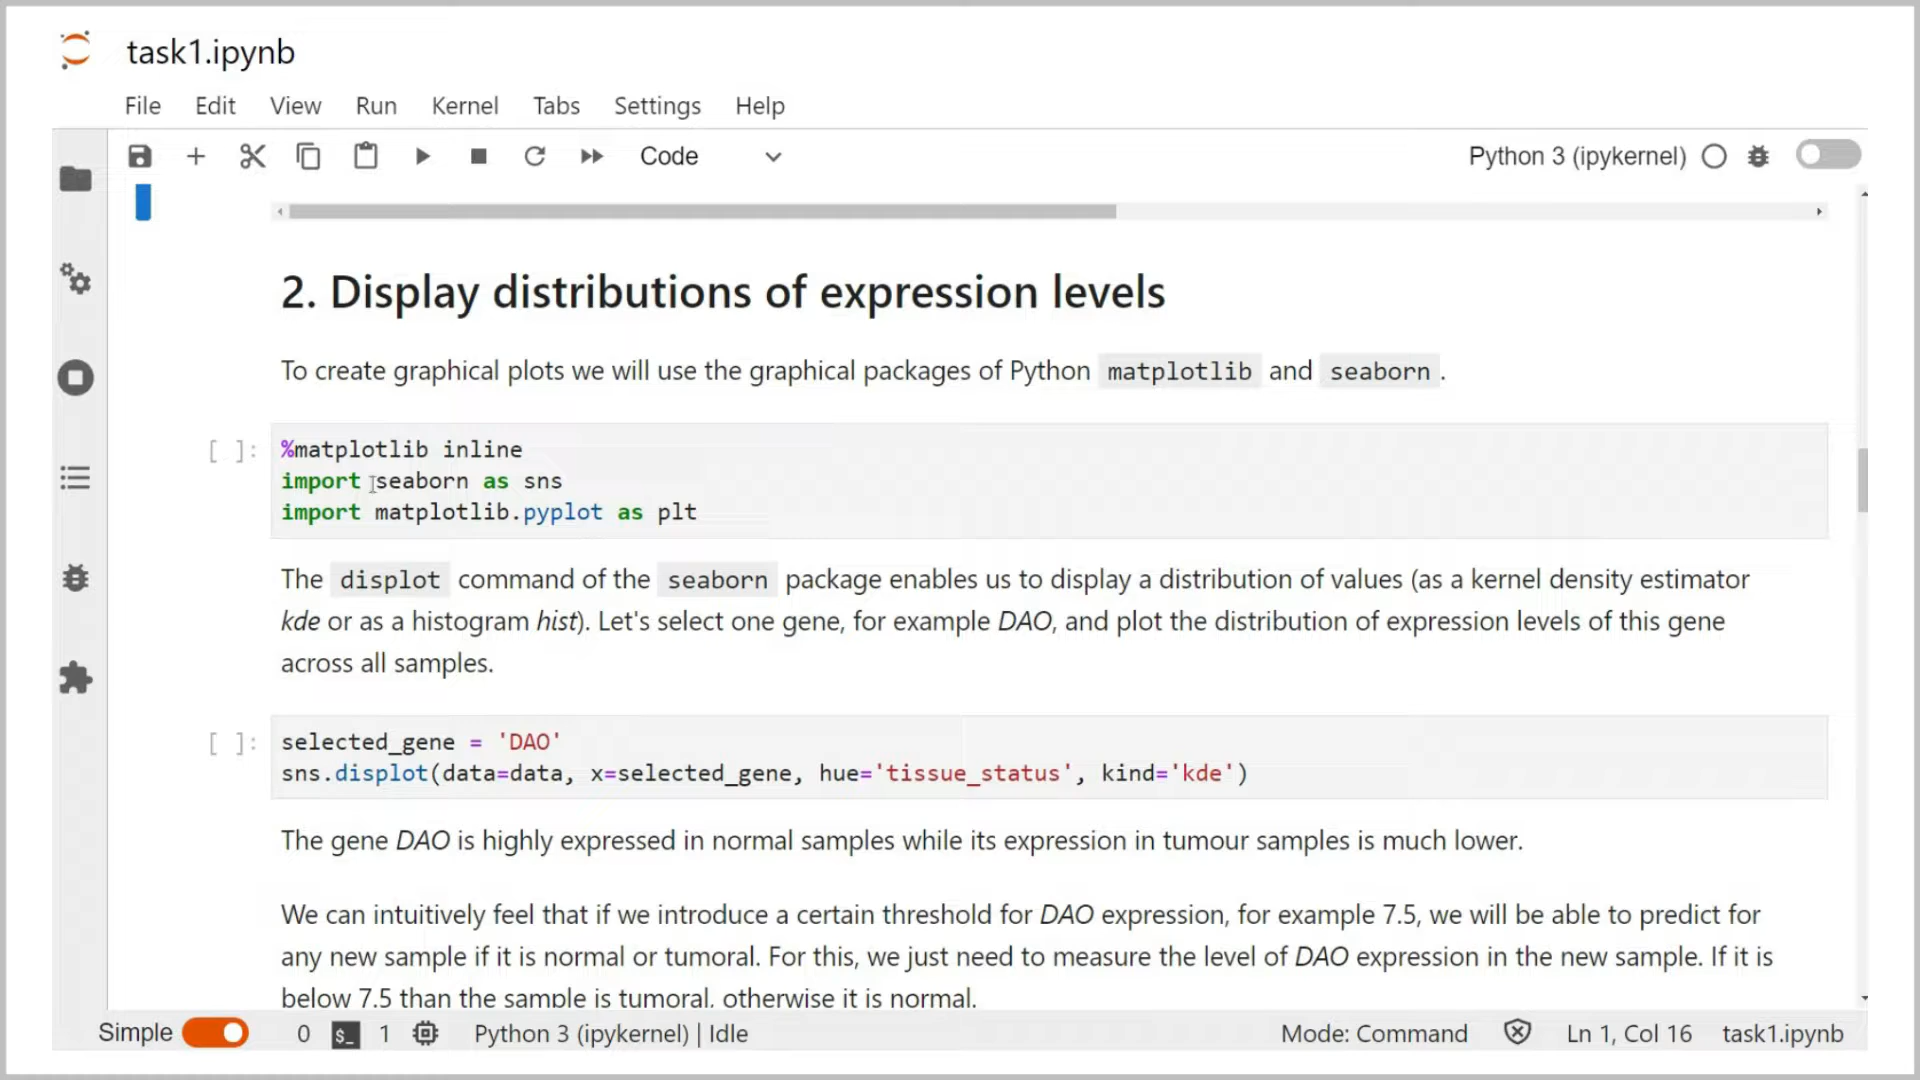 task1.ipynb
File Edit View Run Kernel Tabs Settings Help
Code Python 3 (ipykernel)
2. Display distributions of expression levels
To create graphical plots we will use the graphical packages of Python matplotlib and seaborn.
[ ]: %matplotlib inline
import seaborn as sns
import matplotlib.pyplot as plt
The displot command of the seaborn package enables us to display a distribution of values (as a kernel density estimator
kde or as a histogram hist). Let's select one gene, for example DAO, and plot the distribution of expression levels of this gene
across all samples.
[ ]: selected_gene = 'DAO'
sns.displot(data=data, x=selected_gene, hue='tissue_status', kind='kde')
The gene DAO is highly expressed in normal samples while its expression in tumour samples is much lower.
We can intuitively feel that if we introduce a certain threshold for DAO expression, for example 7.5, we will be able to predict for
any new sample if it is normal or tumoral. For this, we just need to measure the level of DAO expression in the new sample. If it is
below 7.5 than the sample is tumoral, otherwise it is normal.
Simple 0 $_ 1 Python 3 (ipykernel) | Idle Mode: Command Ln 1, Col 16 task1.ipynb